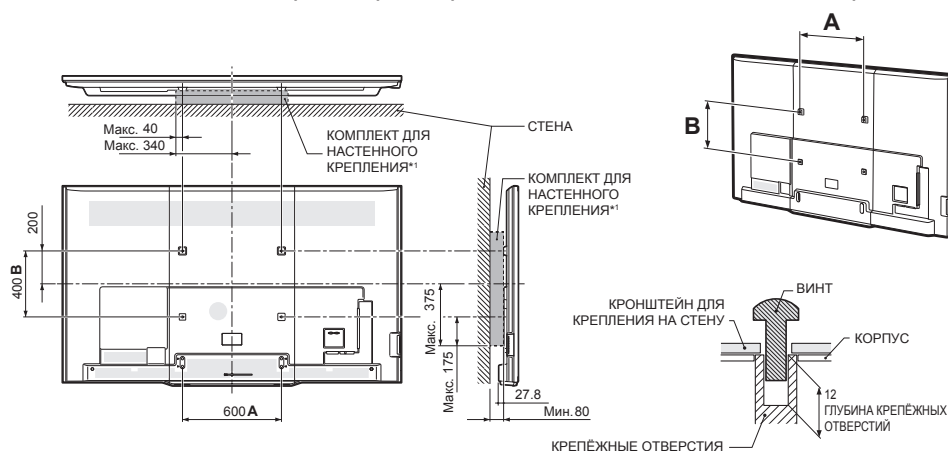 A
B
Макс. 40
Макс. 340
КОМПЛЕКТ ДЛЯ
НАСТЕННОГО
КРЕПЛЕНИЯ*1
СТЕНА
КОМПЛЕКТ ДЛЯ
НАСТЕННОГО
КРЕПЛЕНИЯ*1
200
400 B
600 A
Макс. 375
Макс. 175
27.8
Мин.80
ВИНТ
КРОНШТЕЙН ДЛЯ
КРЕПЛЕНИЯ НА СТЕНУ
КОРПУС
12
ГЛУБИНА КРЕПЁЖНЫХ
ОТВЕРСТИЙ
КРЕПЁЖНЫЕ ОТВЕРСТИЯ